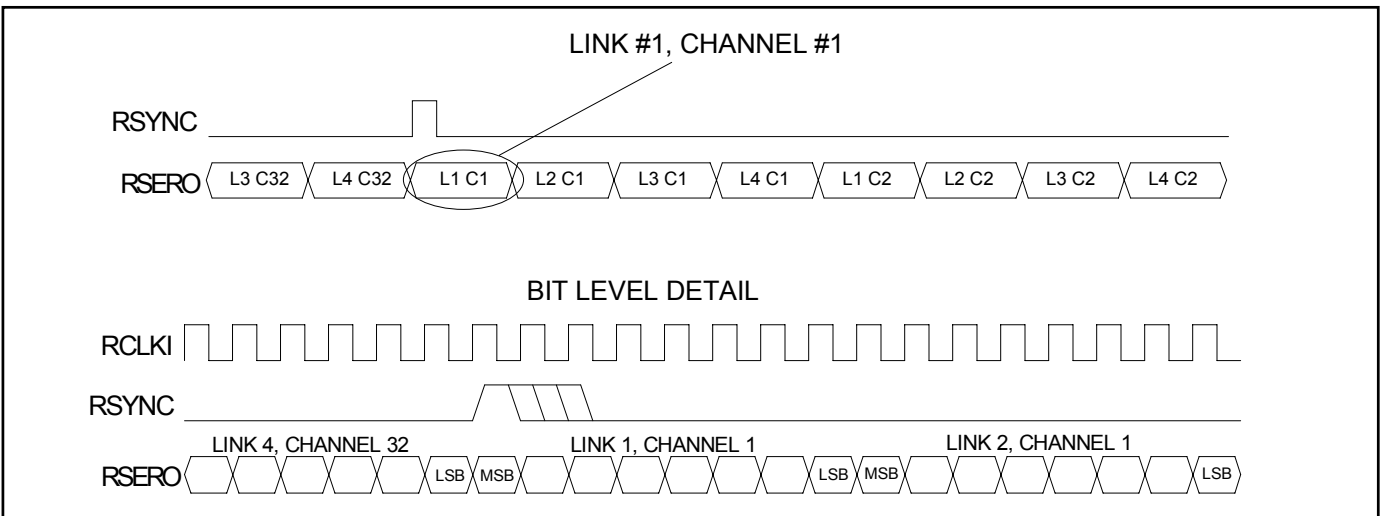 LINK #1, CHANNEL #1
RSYNC
RSERO L3 C32 L4 C32 L1 C1 L2 C1 L3 C1 L4 C1 L1 C2 L2 C2 L3 C2 L4 C2
BIT LEVEL DETAIL
RCLKI
RSYNC
LINK 4, CHANNEL 32 LINK 1, CHANNEL 1 LINK 2, CHANNEL 1
RSERO LSB MSB LSB MSB LSB